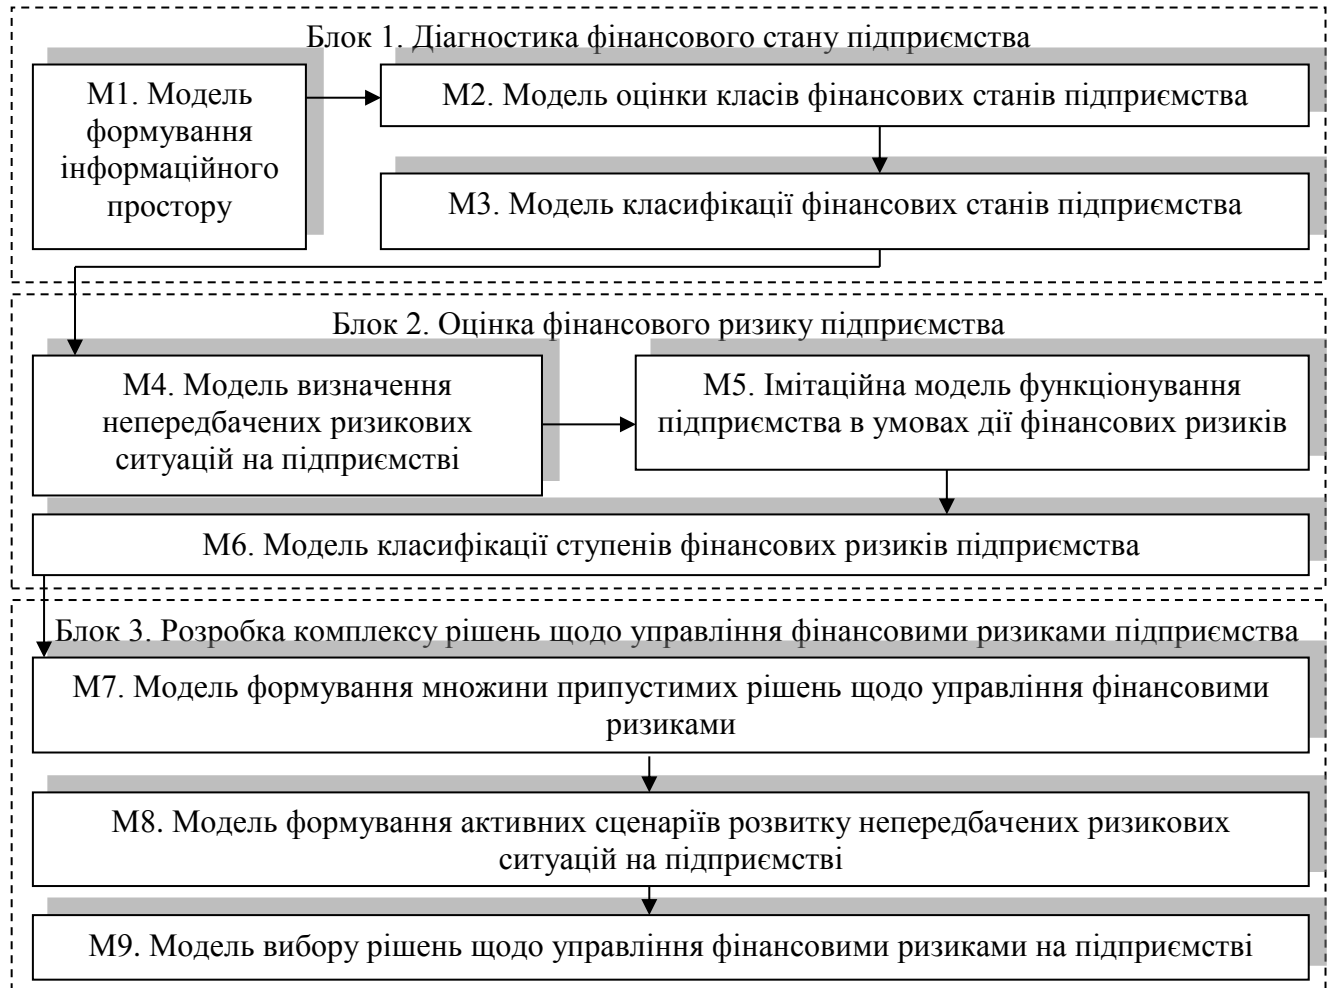 Блок 1. Діагностика фінансового стану підприємства
М1. Модель
формування
інформаційного
простору
М2. Модель оцінки класів фінансових станів підприємства
М3. Модель класифікації фінансових станів підприємства
Блок 2. Оцінка фінансового ризику підприємства
М4. Модель визначення
непередбачених ризикових
ситуацій на підприємстві
М5. Імітаційна модель функціонування
підприємства в умовах дії фінансових ризиків
М6. Модель класифікації ступенів фінансових ризиків підприємства
Блок 3. Розробка комплексу рішень щодо управління фінансовими ризиками підприємства
М7. Модель формування множини припустимих рішень щодо управління фінансовими
ризиками
М8. Модель формування активних сценаріїв розвитку непередбачених ризикових
ситуацій на підприємстві
М9. Модель вибору рішень щодо управління фінансовими ризиками на підприємстві